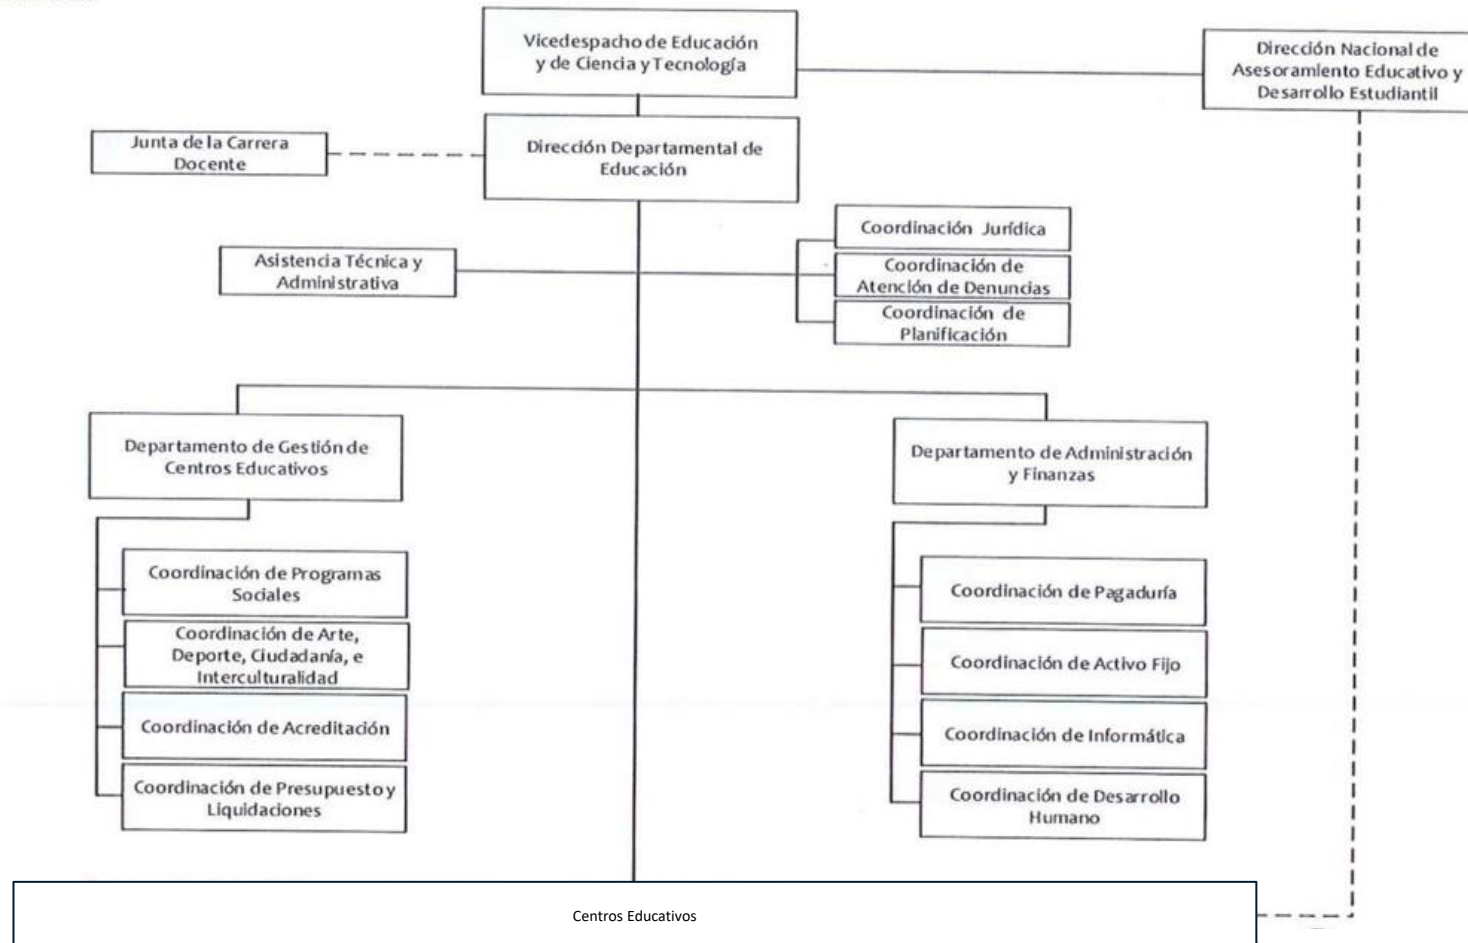 Vicedespacho de Educación
y de Ciencia y Tecnología
Dirección Nacional de
Asesoramiento Educativo y
Desarrollo Estudiantil
Junta de la Carrera
Docente
Dirección Departamental de
Educación
Coordinación Jurídica
Asistencia Técnica y
Administrativa
Coordinación de
Atención de Denuncias
Coordinación de
Planificación
Departamento de Gestión de
Centros Educativos
Departamento de Administración
y Finanzas
Coordinación de Programas
Sociales
Coordinación de Arte,
Deporte, Ciudadanía, e
Interculturalidad
Coordinación de Acreditación
Coordinación de Presupuesto y
Liquidaciones
Coordinación de Pagaduría
Coordinación de Activo Fijo
Coordinación de Informática
Coordinación de Desarrollo
Humano
Centros Educativos